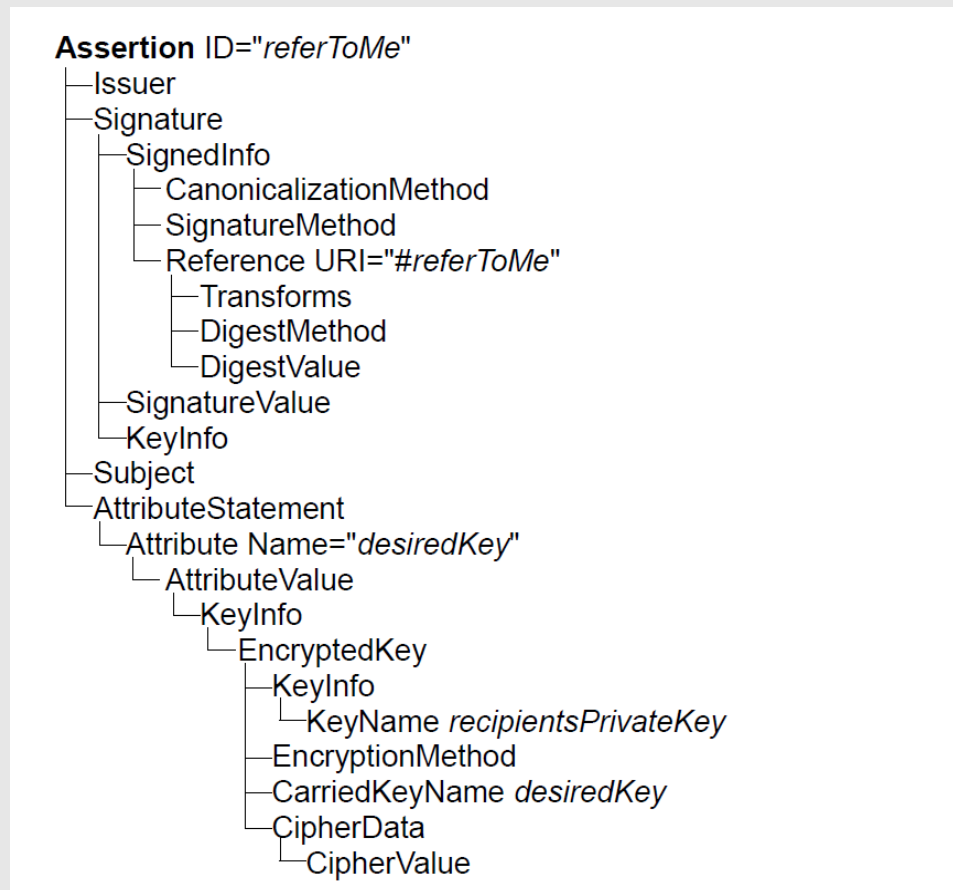 Assertion ID="referToMe"
Issuer
Signature
SignedInfo
CanonicalizationMethod
SignatureMethod
Reference URI="#referToMe"
Transforms
DigestMethod
DigestValue
SignatureValue
KeyInfo
Subject
AttributeStatement
Attribute Name="desiredKey"
AttributeValue
KeyInfo
EncryptedKey
KeyInfo
KeyName recipientsPrivateKey
EncryptionMethod
CarriedKeyName desiredKey
CipherData
CipherValue